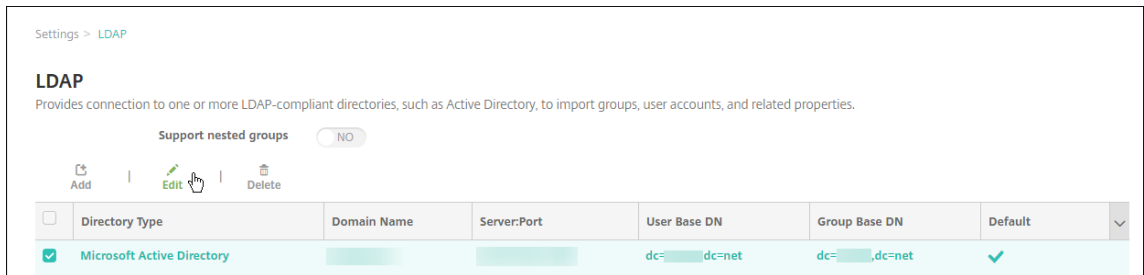 Settings > LDAP
LDAP
Provides connection to one or more LDAP-compliant directories, such as Active Directory, to import groups, user accounts, and related properties.
Support nested groups NO
Add | Edit | Delete
Directory Type Domain Name Server:Port User Base DN Group Base DN Default
Microsoft Active Directory dc= dc=net dc= ,dc=net